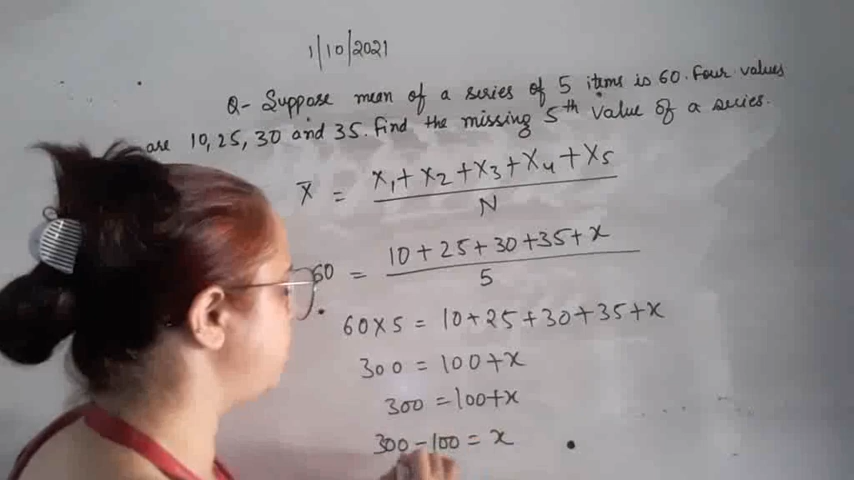 1/10/2021
Q- Suppose mean of a series of 5 items is 60. Four values
are 10, 25, 30 and 35. Find the missing 5th value of a series.
X̄ = X₁ + X₂ + X₃ + X₄ + X₅ / N
60 = 10 + 25 + 30 + 35 + x / 5
60 × 5 = 10 + 25 + 30 + 35 + x
300 = 100 + x
300 = 100 + x
300 - 100 = x